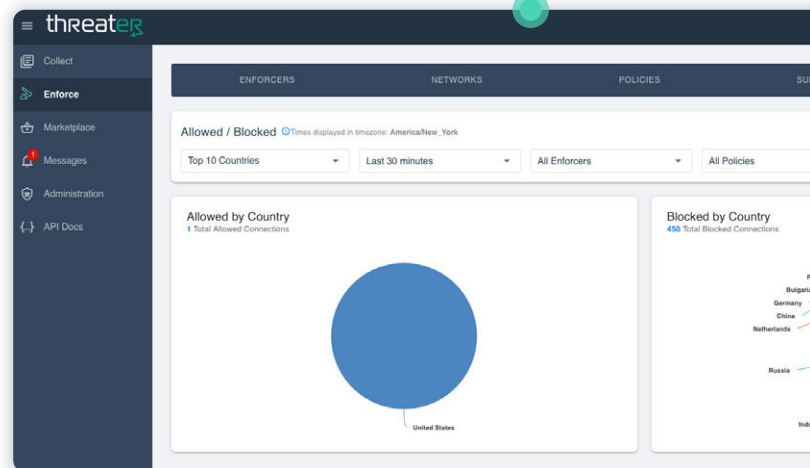 threater
Collect
Enforce
Marketplace
1
Messages
Administration
{...} API Docs
ENFORCERS NETWORKS POLICIES
Allowed / Blocked Times displayed in timezone: America/New_York
Top 10 Countries Last 30 minutes All Enforcers All Policies
Allowed by Country
1 Total Allowed Connections
United States
Blocked by Country
450 Total Blocked Connections
Bulgaria
Germany
China
Netherlands
Russia